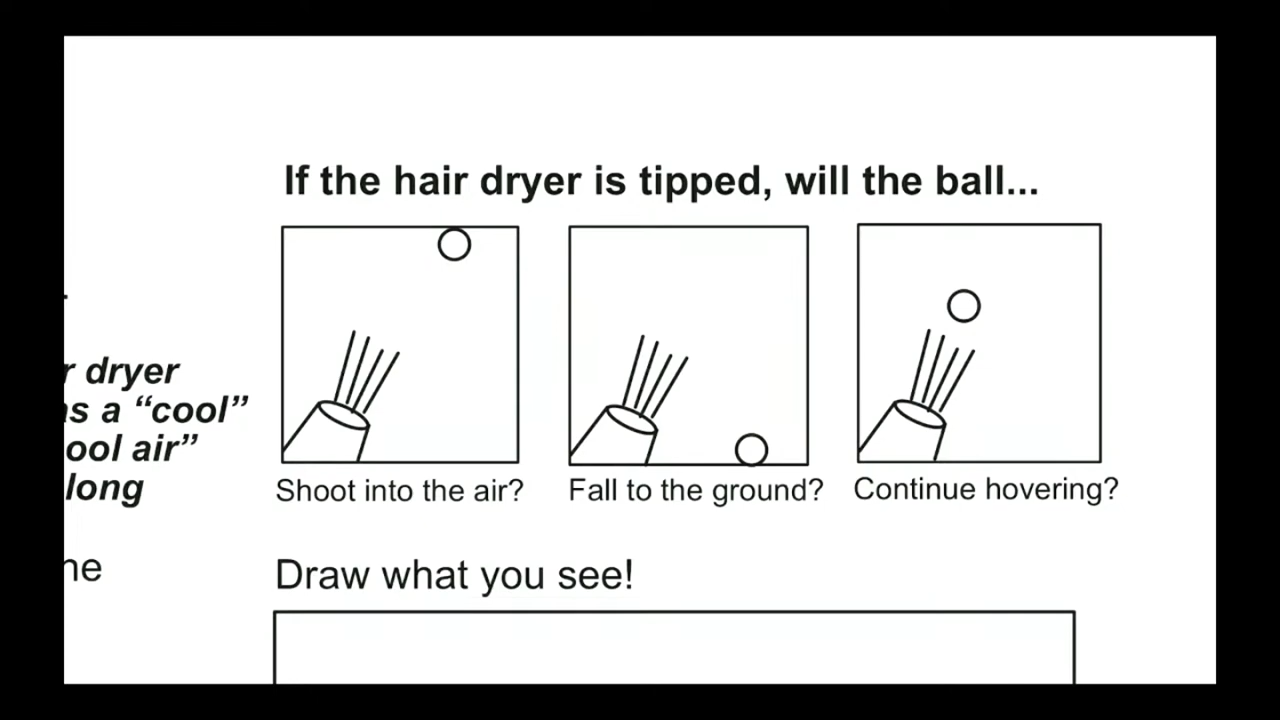 If the hair dryer is tipped, will the ball...
Shoot into the air?
Fall to the ground?
Continue hovering?
Draw what you see!
dryer
as a “cool”
ool air”
long